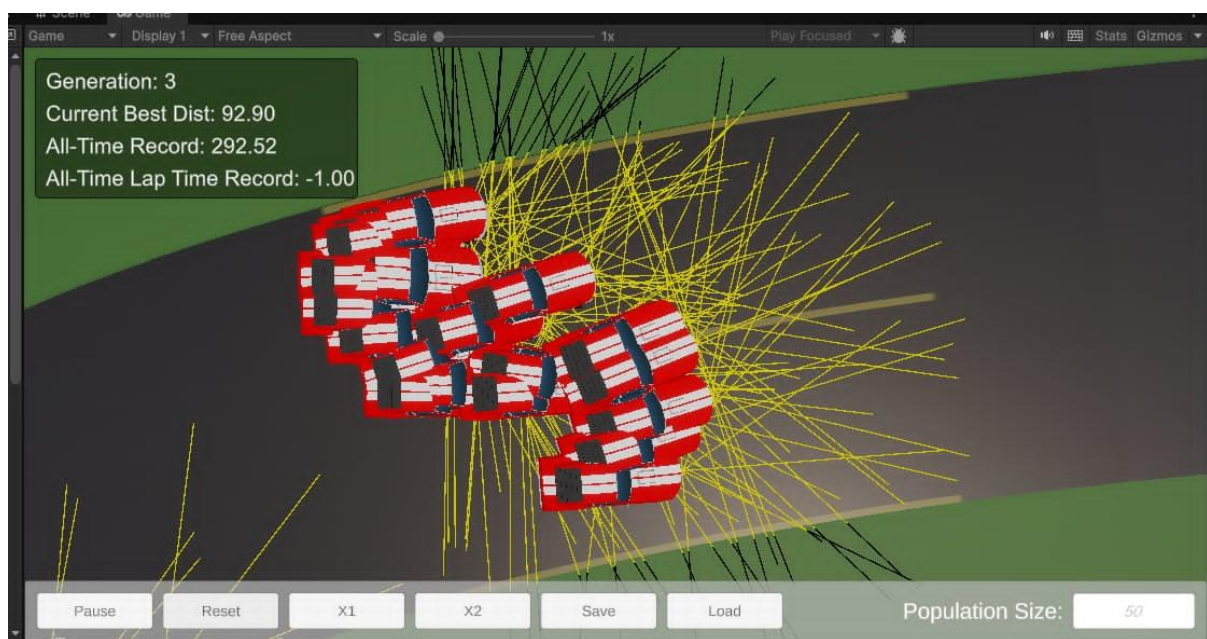 Scene Game
Game Display 1 Free Aspect Scale 1x Play Focused Stats Gizmos
Generation: 3
Current Best Dist: 92.90
All-Time Record: 292.52
All-Time Lap Time Record: -1.00
Pause Reset X1 X2 Save Load Population Size: 50